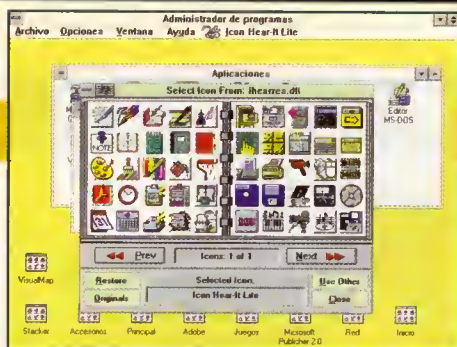 Administrador de programas
Archivo Opciones Ventana Ayuda Icon Hear-It Lite
Aplicaciones
Select Icon From: ihearres.dll
Editor
MS-DOS
NOTE
31
Prev Icons: 1 of 1 Next
Restore Selected Icon: Use Other
Originals Icon Hear-It Lite Close
VisualMap
Stacker Accesorios Principal Adobe Juegos Microsoft Publisher 2.0 Red Inicio